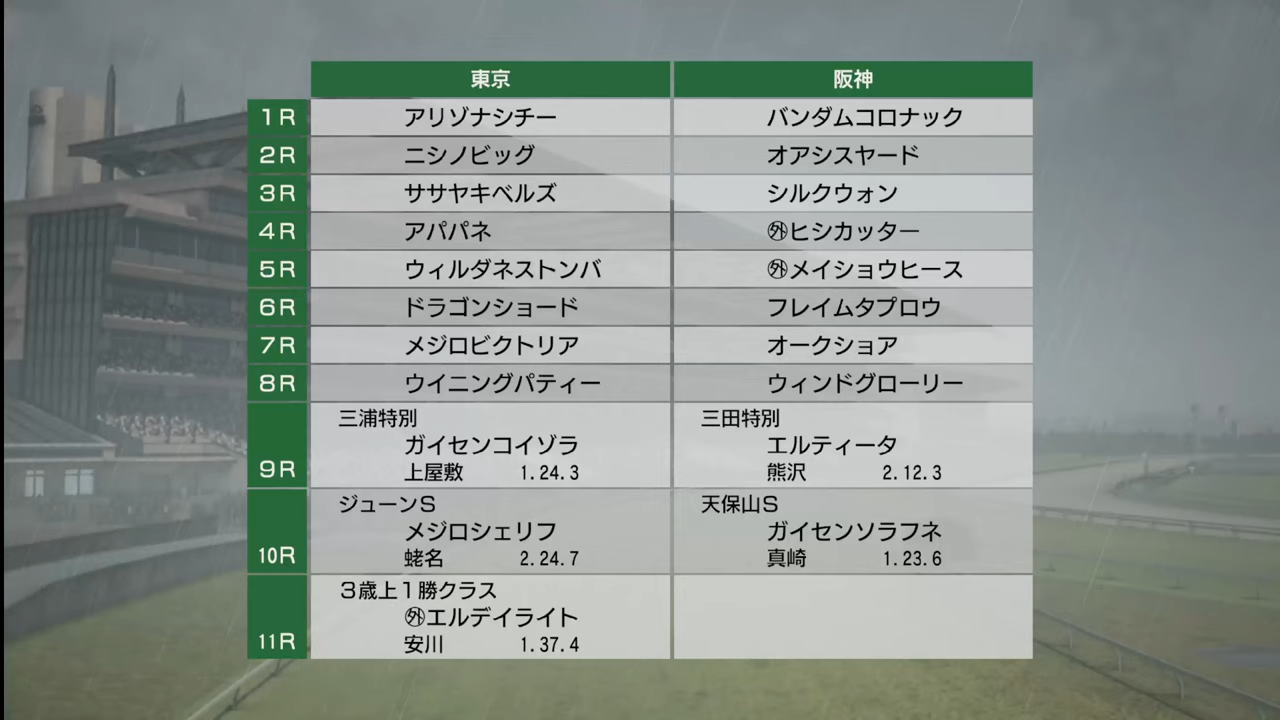 東京 阪神
1R アリゾナシチー バンダムコロナック
2R ニシノビッグ オアシスヤード
3R ササヤキベルズ シルクウォン
4R アパパネ ㊕ヒシカッター
5R ウィルダネストンバ ㊕メイショウヒース
6R ドラゴンショード フレイムタプロウ
7R メジロビクトリア オークショア
8R ウイニングパティー ウィンドグローリー
三浦特別 三田特別
ガイセンコイゾラ エルティータ
9R 上屋敷 1.24.3 熊沢 2.12.3
ジューンS 天保山S
メジロシェリフ ガイセンソラフネ
10R 蛯名 2.24.7 真崎 1.23.6
3歳上1勝クラス
外エルデイライト
11R 安川 1.37.4